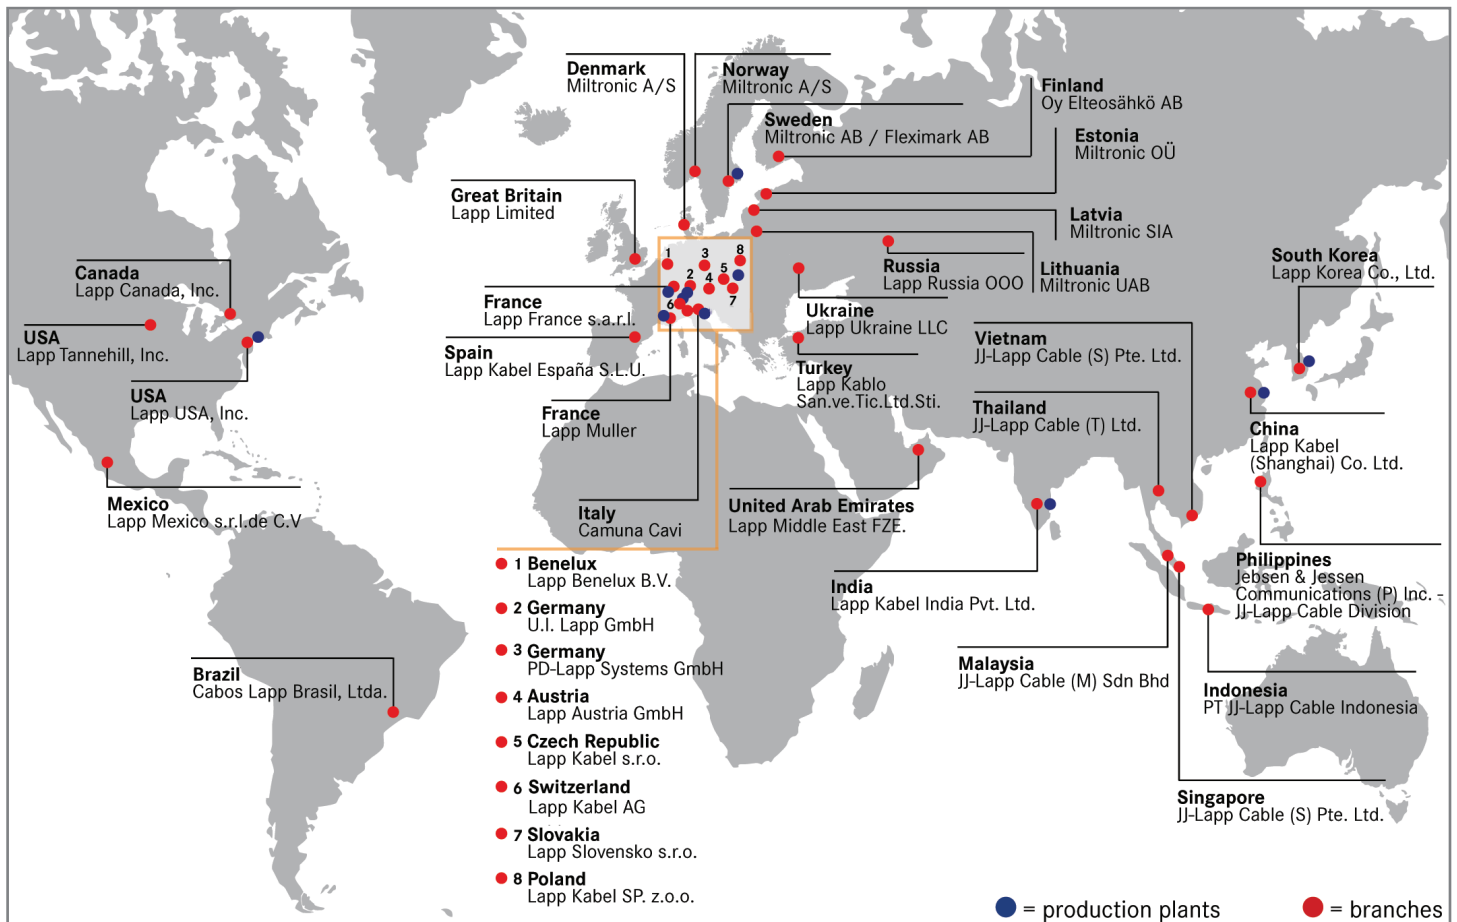 Denmark
Miltronic A/S
Norway
Miltronic A/S
Sweden
Miltronic AB / Fleximark AB
Finland
Oy Elteosähkö AB
Estonia
Miltronic OÜ
Great Britain
Lapp Limited
Latvia
Miltronic SIA
Canada
Lapp Canada, Inc.
Russia
Lapp Russia OOO
Lithuania
Miltronic UAB
South Korea
Lapp Korea Co., Ltd.
1
2
3
4
5
6
7
8
France
Lapp France s.a.r.l.
Ukraine
Lapp Ukraine LLC
USA
Lapp Tannehill, Inc.
Spain
Lapp Kabel España S.L.U.
Vietnam
JJ-Lapp Cable (S) Pte. Ltd.
Turkey
Lapp Kablo
San.ve.Tic.Ltd.Sti.
USA
Lapp USA, Inc.
France
Lapp Muller
Thailand
JJ-Lapp Cable (T) Ltd.
China
Lapp Kabel
(Shanghai) Co. Ltd.
Mexico
Lapp Mexico s.r.l.de C.V
Italy
Camuna Cavi
United Arab Emirates
Lapp Middle East FZE.
India
Lapp Kabel India Pvt. Ltd.
Philippines
Jebsen & Jessen
Communications (P) Inc. -
JJ-Lapp Cable Division
1 Benelux
Lapp Benelux B.V.
2 Germany
U.I. Lapp GmbH
3 Germany
PD-Lapp Systems GmbH
4 Austria
Lapp Austria GmbH
5 Czech Republic
Lapp Kabel s.r.o.
6 Switzerland
Lapp Kabel AG
7 Slovakia
Lapp Slovensko s.r.o.
8 Poland
Lapp Kabel SP. z.o.o.
Brazil
Cabos Lapp Brasil, Ltda.
Malaysia
JJ-Lapp Cable (M) Sdn Bhd
Indonesia
PT JJ-Lapp Cable Indonesia
Singapore
JJ-Lapp Cable (S) Pte. Ltd.
= production plants
= branches